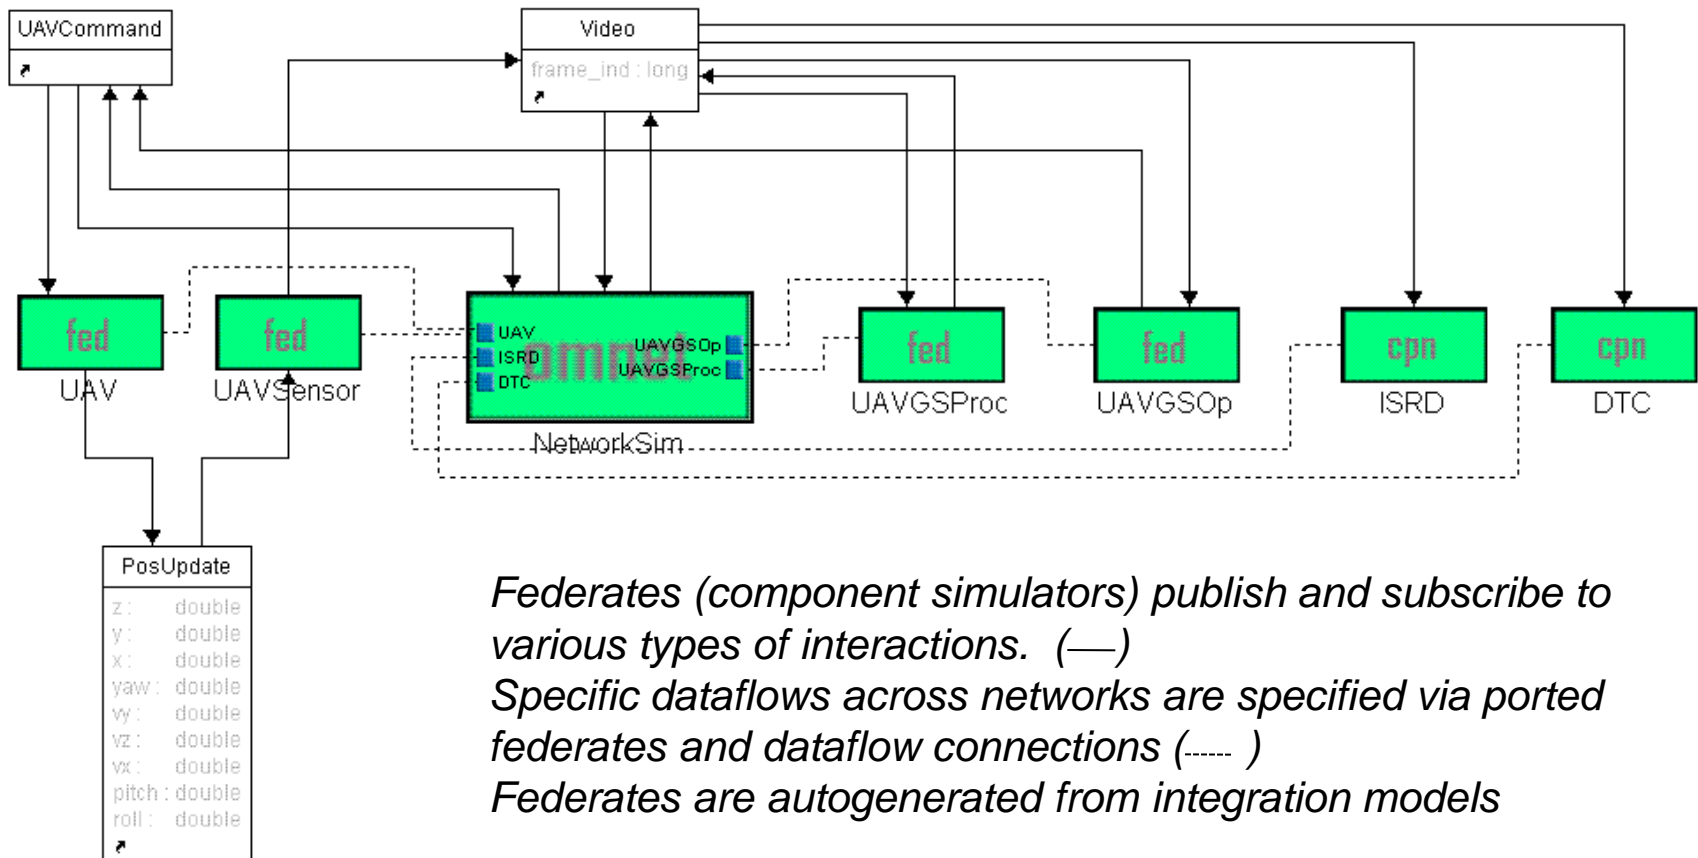 UAVCommand
Video
frame_ind : long
fed
UAV
fed
UAVSensor
omnet
UAV
ISRD
DTC
UAVGSOp
UAVGSProc
NetworkSim
fed
UAVGSProc
fed
UAVGSOp
cpn
ISRD
cpn
DTC
PosUpdate
z : double
y : double
x : double
yaw : double
vy : double
vz : double
vx : double
pitch : double
roll : double
Federates (component simulators) publish and subscribe to
various types of interactions. (——)
Specific dataflows across networks are specified via ported
federates and dataflow connections (------ )
Federates are autogenerated from integration models